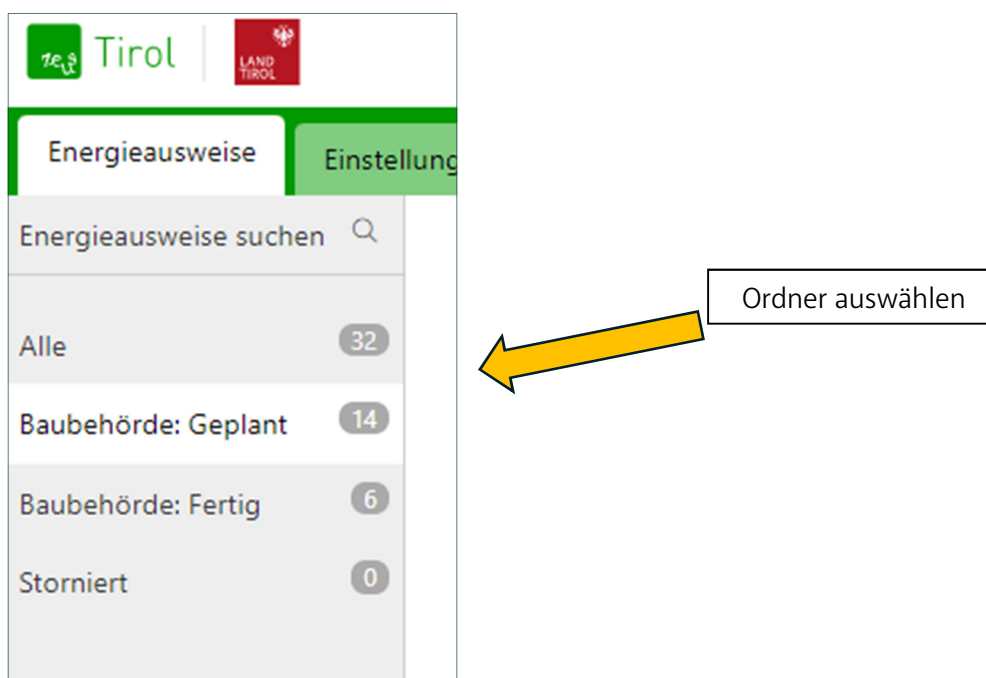 zeus Tirol
LAND
TIROL
Energieausweise
Einstellung
Energieausweise suchen
Ordner auswählen
Alle 32
Baubehörde: Geplant 14
Baubehörde: Fertig 6
Storniert 0